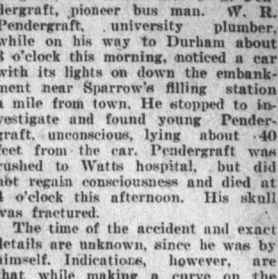 dergraft, pioneer bus man. W. R.
Pendergraft, university plumber,
while on his way to Durham about
o'clock this morning, noticed a car
with its lights on down the embank-
ment near Sparrow's filling station
a mile from town. He stopped to in-
vestigate and found young Pender-
graft, unconscious, lying about 40
feet from the car. Pendergraft was
rushed to Watts hospital, but did
not regain consciousness and died at
o'clock this afternoon. His skull
was fractured.
The time of the accident and exact
details are unknown, since he was by
himself. Indications, however, are
that while making a curve on the